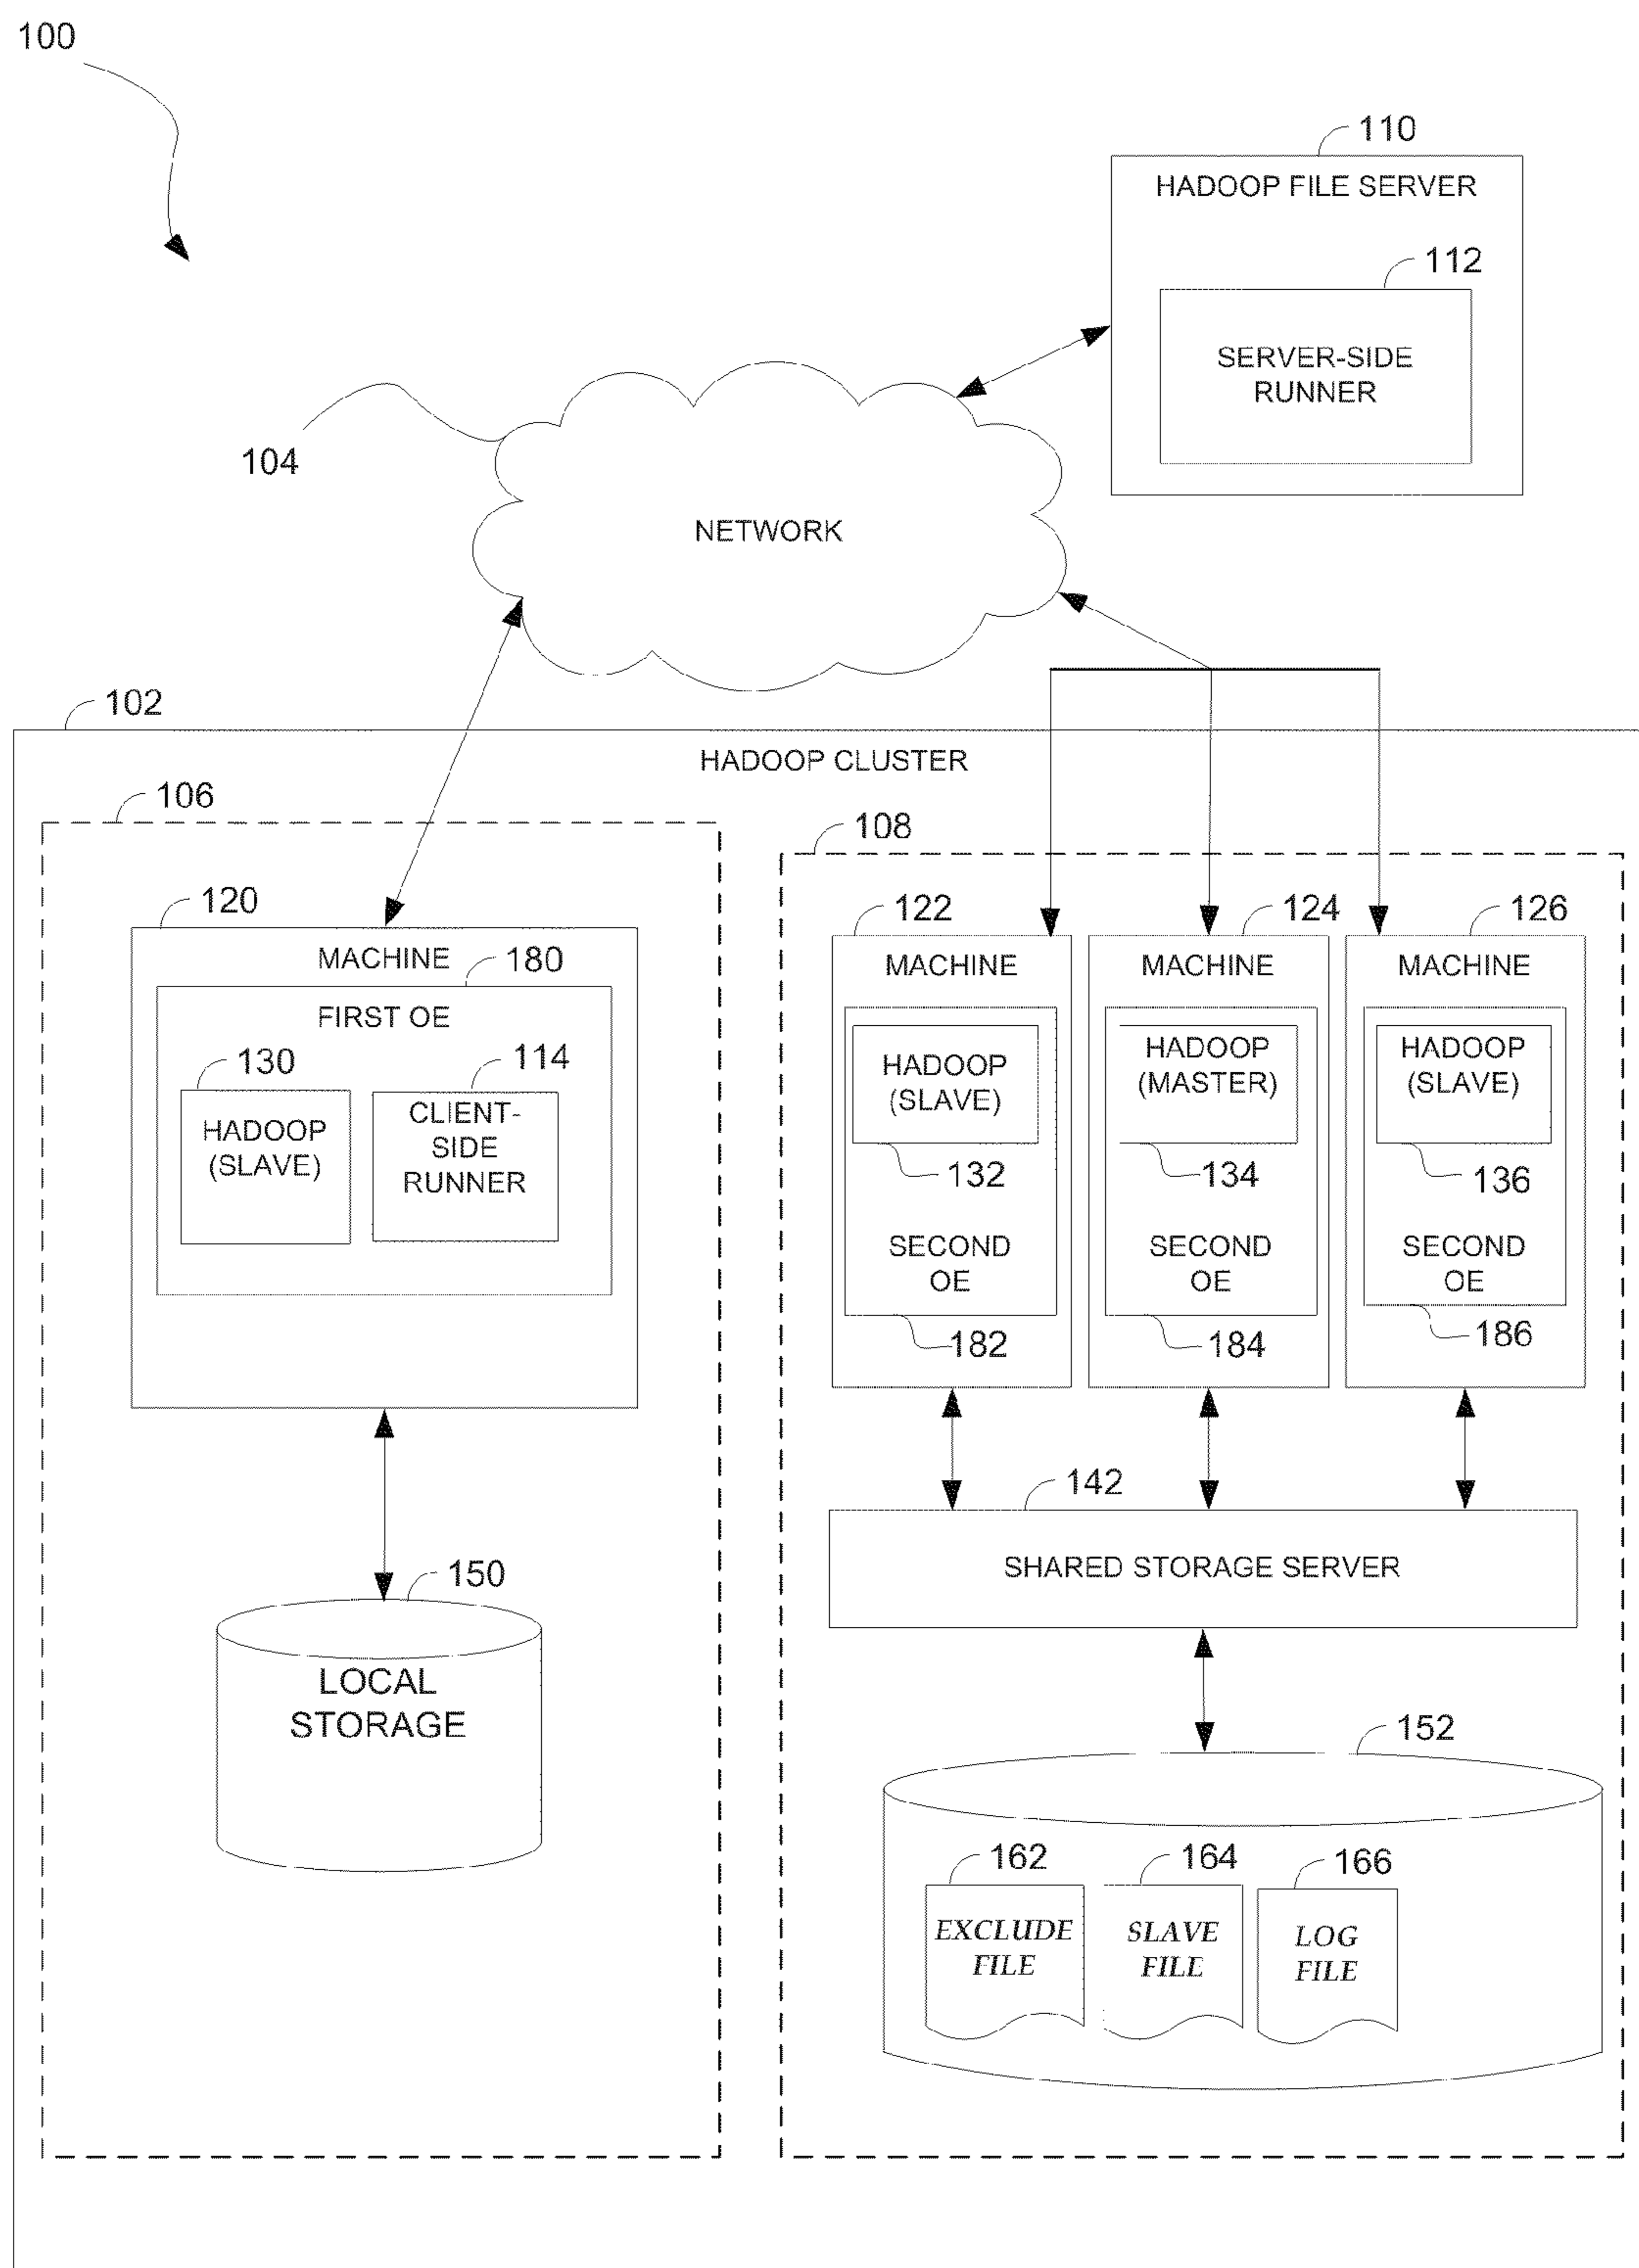 100
110
HADOOP FILE SERVER
112
SERVER-SIDE
RUNNER
104
NETWORK
102
HADOOP CLUSTER
106
108
120
MACHINE
180
FIRST OE
130
HADOOP
(SLAVE)
114
CLIENT-
SIDE
RUNNER
122
MACHINE
HADOOP
(SLAVE)
132
SECOND
OE
182
124
MACHINE
HADOOP
(MASTER)
134
SECOND
OE
184
126
MACHINE
HADOOP
(SLAVE)
136
SECOND
OE
186
142
SHARED STORAGE SERVER
150
LOCAL
STORAGE
152
162
EXCLUDE
FILE
164
SLAVE
FILE
166
LOG
FILE